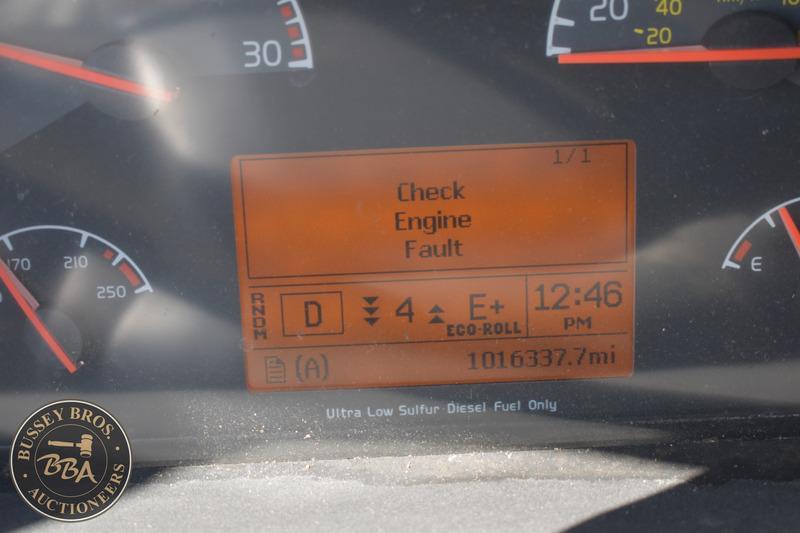 30
20
40
20
1/1
Check
Engine
Fault
170 210 250
E
RNDM
D 4 E+
ECO-ROLL
12:46
PM
(A) 1016337.7mi
Ultra Low Sulfur Diesel Fuel Only
BUSSEY BROS.
BBA
AUCTIONEERS